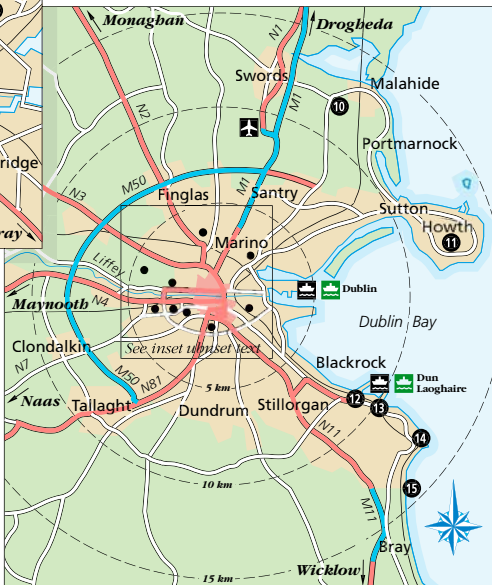 Monaghan
Drogheda
N1
Swords
Malahide
10
M1
N2
Portmarnock
ridge
M50
N3
Finglas
M1
Santry
Sutton
Howth
11
ray
Marino
Liffey
Maynooth
N4
Dublin
Dublin Bay
Clondalkin
See inset ubinset text
Blackrock
N7
M50
N81
5 km
Dun
Laoghaire
Naas
Tallaght
Dundrum
Stillorgan
12
13
N11
14
10 km
15
M11
Bray
15 km
Wicklow